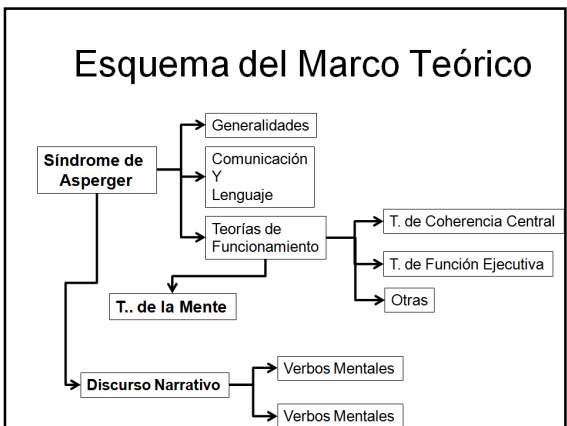 Esquema del Marco Teórico
Generalidades
Síndrome de
Asperger
Comunicación
Y
Lenguaje
Teorías de
Funcionamiento
T. de Coherencia Central
T. de Función Ejecutiva
Otras
T.. de la Mente
Discurso Narrativo
Verbos Mentales
Verbos Mentales